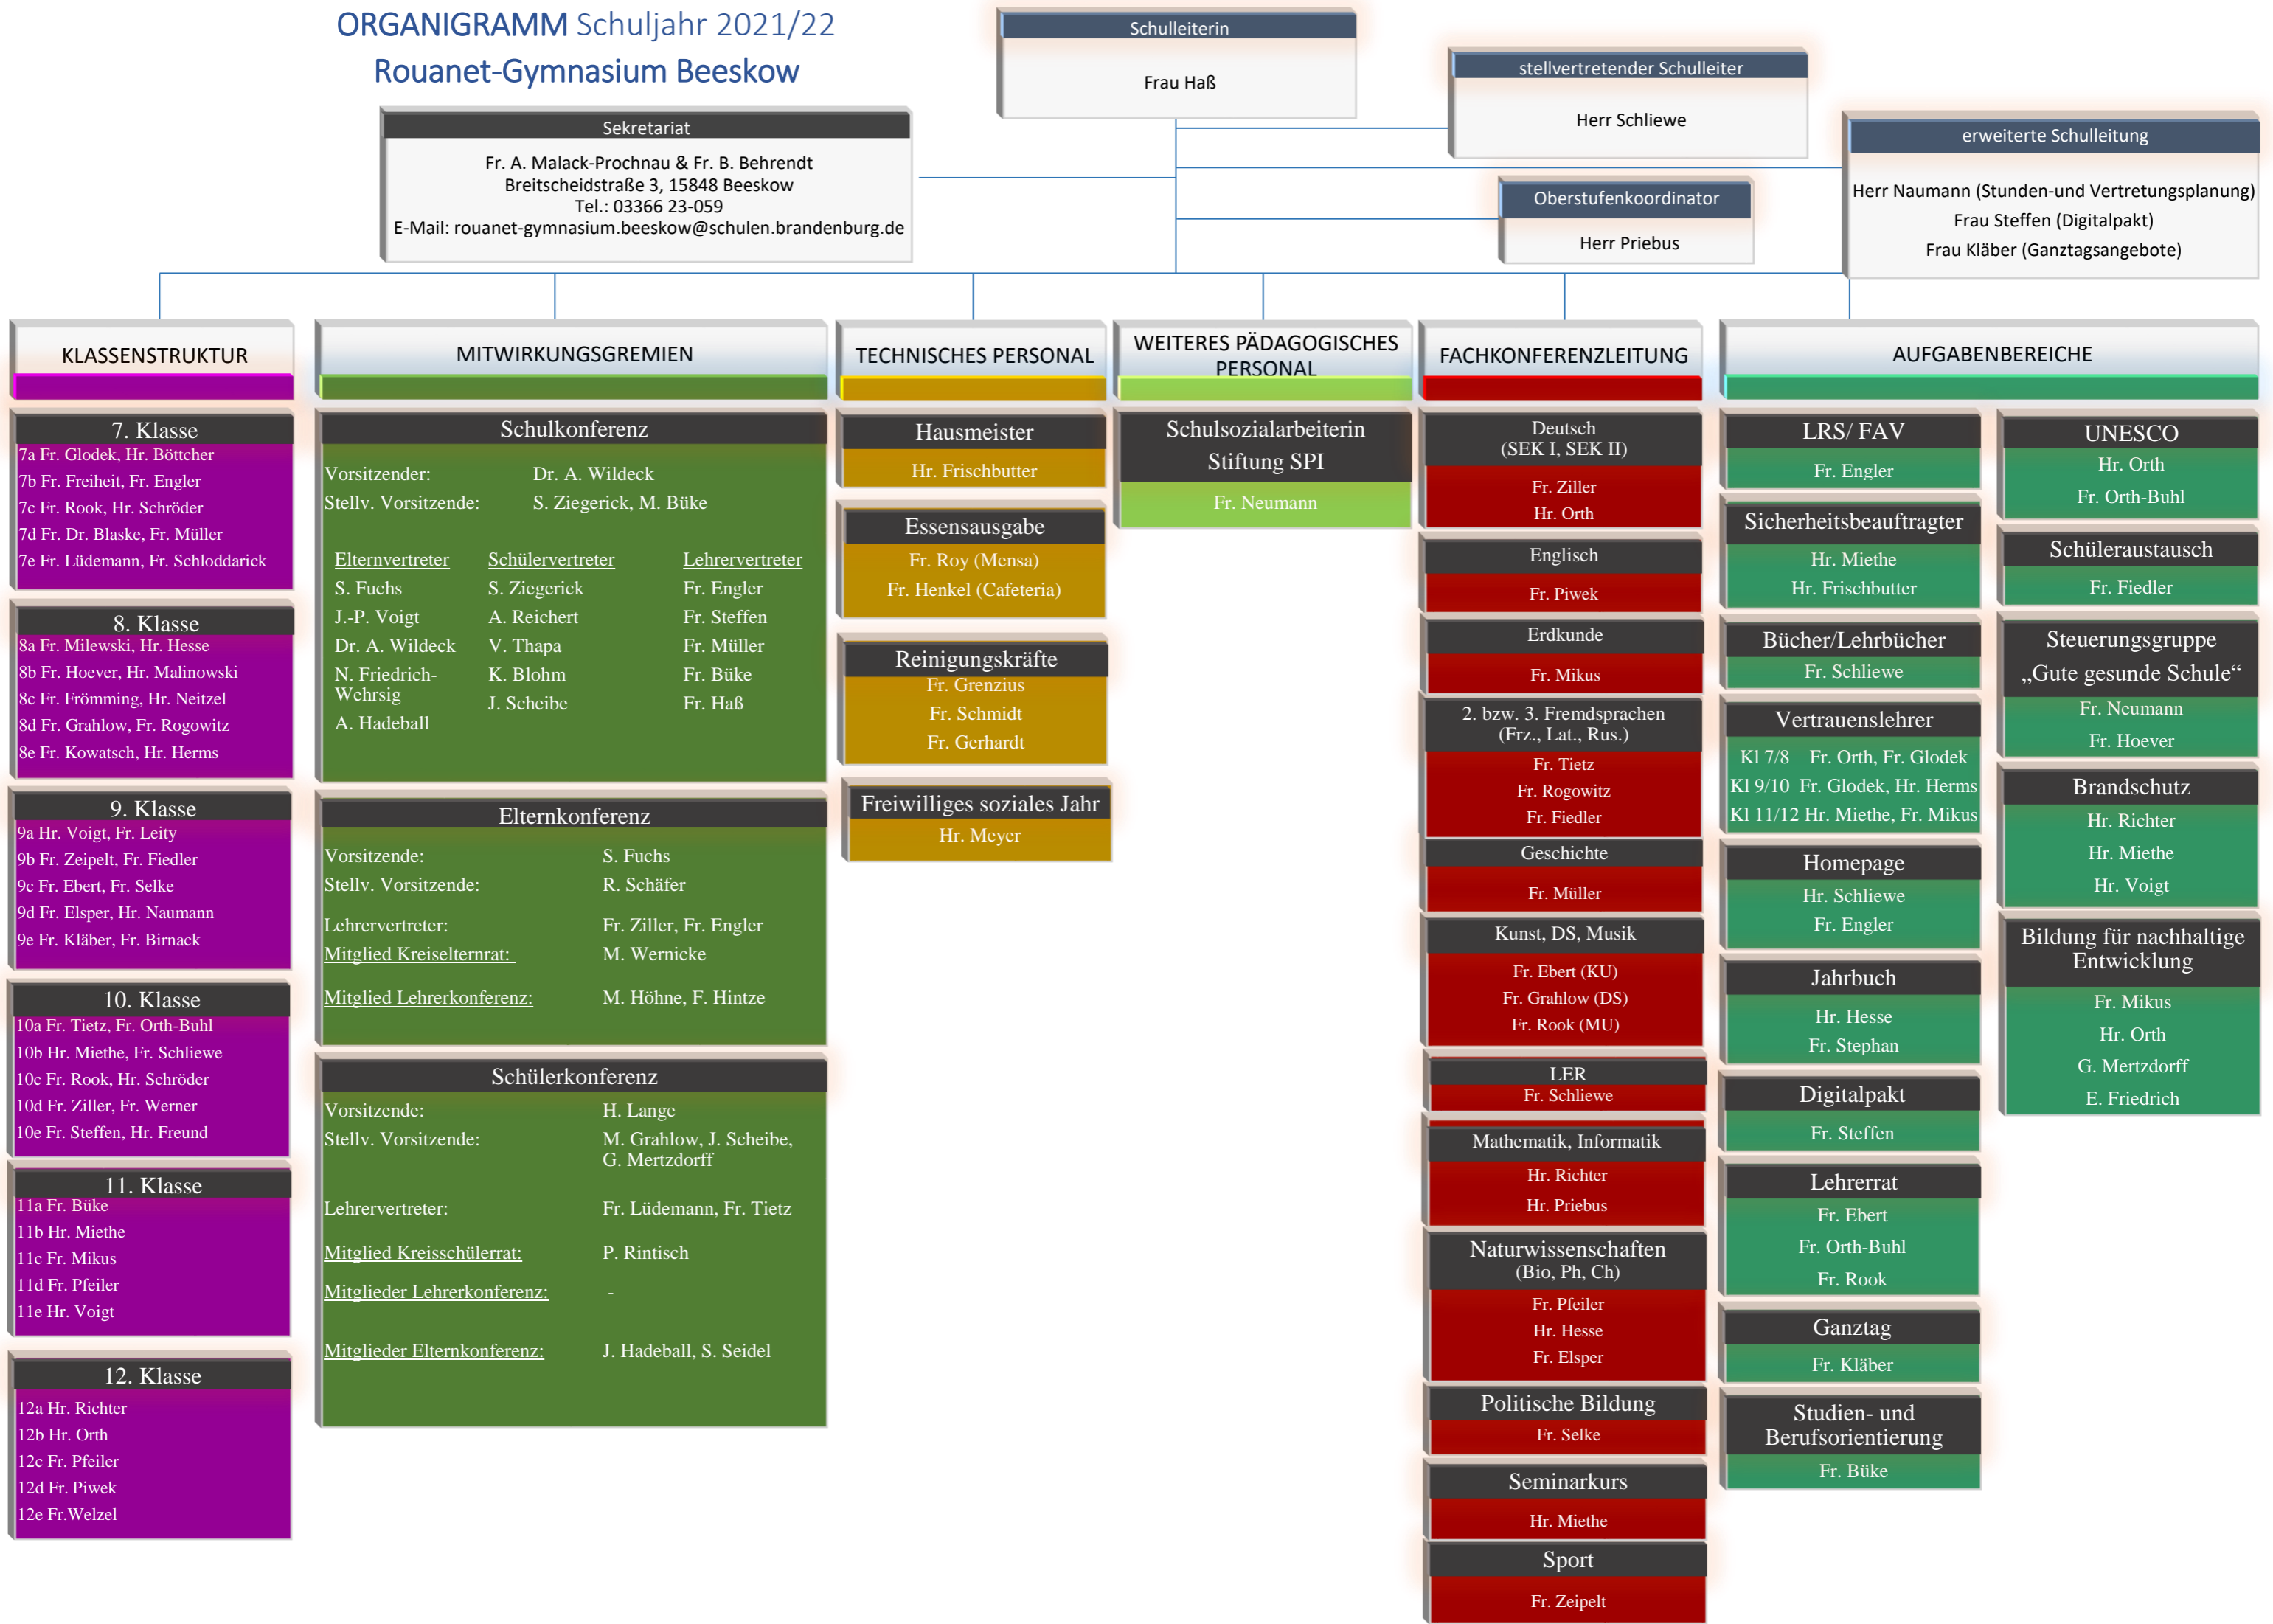 ORGANIGRAMM Schuljahr 2021/22
Rouanet-Gymnasium Beeskow
Schulleiterin
Frau Haß
stellvertretender Schulleiter
Herr Schliewe
erweiterte Schulleitung
Herr Naumann (Stunden-und Vertretungsplanung)
Frau Steffen (Digitalpakt)
Frau Kläber (Ganztagsangebote)
Oberstufenkoordinator
Herr Priebus
Sekretariat
Fr. A. Malack-Prochnau & Fr. B. Behrendt
Breitscheidstraße 3, 15848 Beeskow
Tel.: 03366 23-059
E-Mail: rouanet-gymnasium.beeskow@schulen.brandenburg.de
KLASSENSTRUKTUR
7. Klasse
7a Fr. Glodek, Hr. Böttcher
7b Fr. Freiheit, Fr. Engler
7c Fr. Rook, Hr. Schröder
7d Fr. Dr. Blaske, Fr. Müller
7e Fr. Lüdemann, Fr. Schloddarick
8. Klasse
8a Fr. Milewski, Hr. Hesse
8b Fr. Hoever, Hr. Malinowski
8c Fr. Frömming, Hr. Neitzel
8d Fr. Grahlow, Fr. Rogowitz
8e Fr. Kowatsch, Hr. Herms
9. Klasse
9a Hr. Voigt, Fr. Leity
9b Fr. Zeipelt, Fr. Fiedler
9c Fr. Ebert, Fr. Selke
9d Fr. Elsper, Hr. Naumann
9e Fr. Kläber, Fr. Birnack
10. Klasse
10a Fr. Tietz, Fr. Orth-Buhl
10b Hr. Miethe, Fr. Schliewe
10c Fr. Rook, Hr. Schröder
10d Fr. Ziller, Fr. Werner
10e Fr. Steffen, Hr. Freund
11. Klasse
11a Fr. Büke
11b Hr. Miethe
11c Fr. Mikus
11d Fr. Pfeiler
11e Hr. Voigt
12. Klasse
12a Hr. Richter
12b Hr. Orth
12c Fr. Pfeiler
12d Fr. Piwek
12e Fr.Welzel
MITWIRKUNGSGREMIEN
Schulkonferenz
Vorsitzender: Dr. A. Wildeck
Stellv. Vorsitzende: S. Ziegerick, M. Büke
Elternvertreter Schülervertreter Lehrervertreter
S. Fuchs S. Ziegerick Fr. Engler
J.-P. Voigt A. Reichert Fr. Steffen
Dr. A. Wildeck V. Thapa Fr. Müller
N. Friedrich- K. Blohm Fr. Büke
Wehrsig
J. Scheibe Fr. Haß
A. Hadeball
Elternkonferenz
Vorsitzende: S. Fuchs
Stellv. Vorsitzende: R. Schäfer
Lehrervertreter: Fr. Ziller, Fr. Engler
Mitglied Kreiselternrat: M. Wernicke
Mitglied Lehrerkonferenz: M. Höhne, F. Hintze
Schülerkonferenz
Vorsitzende: H. Lange
Stellv. Vorsitzende: M. Grahlow, J. Scheibe,
G. Mertzdorff
Lehrervertreter: Fr. Lüdemann, Fr. Tietz
Mitglied Kreisschülerrat: P. Rintisch
Mitglieder Lehrerkonferenz: -
Mitglieder Elternkonferenz: J. Hadeball, S. Seidel
TECHNISCHES PERSONAL
Hausmeister
Hr. Frischbutter
Essensausgabe
Fr. Roy (Mensa)
Fr. Henkel (Cafeteria)
Reinigungskräfte
Fr. Grenzius
Fr. Schmidt
Fr. Gerhardt
Freiwilliges soziales Jahr
Hr. Meyer
WEITERES PÄDAGOGISCHES
PERSONAL
Schulsozialarbeiterin
Stiftung SPI
Fr. Neumann
FACHKONFERENZLEITUNG
Deutsch
(SEK I, SEK II)
Fr. Ziller
Hr. Orth
Englisch
Fr. Piwek
Erdkunde
Fr. Mikus
2. bzw. 3. Fremdsprachen
(Frz., Lat., Rus.)
Fr. Tietz
Fr. Rogowitz
Fr. Fiedler
Geschichte
Fr. Müller
Kunst, DS, Musik
Fr. Ebert (KU)
Fr. Grahlow (DS)
Fr. Rook (MU)
LER
Fr. Schliewe
Mathematik, Informatik
Hr. Richter
Hr. Priebus
Naturwissenschaften
(Bio, Ph, Ch)
Fr. Pfeiler
Hr. Hesse
Fr. Elsper
Politische Bildung
Fr. Selke
Seminarkurs
Hr. Miethe
Sport
Fr. Zeipelt
AUFGABENBEREICHE
LRS/ FAV
Fr. Engler
Sicherheitsbeauftragter
Hr. Miethe
Hr. Frischbutter
Bücher/Lehrbücher
Fr. Schliewe
Vertrauenslehrer
Kl 7/8 Fr. Orth, Fr. Glodek
Kl 9/10 Fr. Glodek, Hr. Herms
Kl 11/12 Hr. Miethe, Fr. Mikus
Homepage
Hr. Schliewe
Fr. Engler
Jahrbuch
Hr. Hesse
Fr. Stephan
Digitalpakt
Fr. Steffen
Lehrerrat
Fr. Ebert
Fr. Orth-Buhl
Fr. Rook
Ganztag
Fr. Kläber
Studien- und
Berufsorientierung
Fr. Büke
UNESCO
Hr. Orth
Fr. Orth-Buhl
Schüleraustausch
Fr. Fiedler
Steuerungsgruppe
„Gute gesunde Schule“
Fr. Neumann
Fr. Hoever
Brandschutz
Hr. Richter
Hr. Miethe
Hr. Voigt
Bildung für nachhaltige
Entwicklung
Fr. Mikus
Hr. Orth
G. Mertzdorff
E. Friedrich